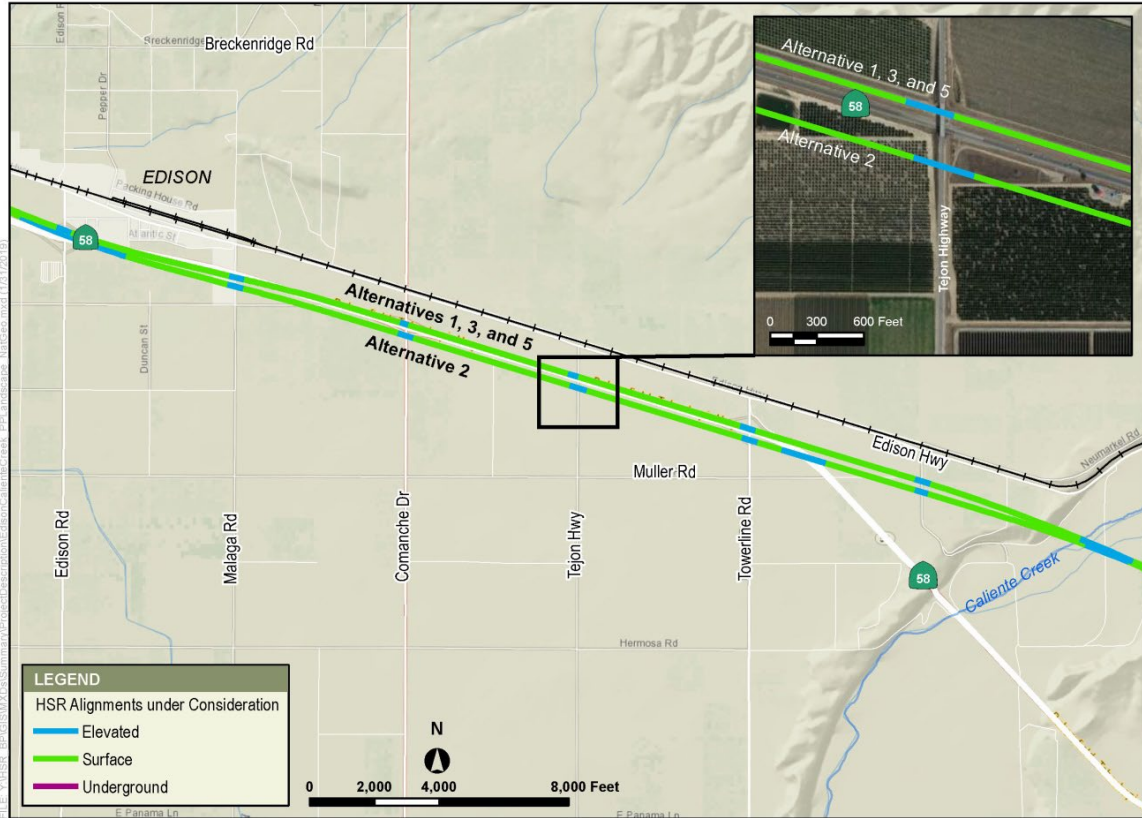 Edison R
Breckenridge Rd
Breckenridge Rd
Pepper Dr
EDISON
Packing House Rd
Atlantic St
58
Duncan St
Alternatives 1, 3, and 5
Alternative 2
Edison Hwy
Neumarkel Rd
Muller Rd
Edison Rd
Malaga Rd
Comanche Dr
Tejon Hwy
Towerline Rd
58
Caliente Creek
Hermosa Rd
E Panama Ln
E Panama Ln
Alternative 1, 3, and 5
58
Alternative 2
Tejon Highway
0 300 600 Feet
LEGEND
HSR Alignments under Consideration
Elevated
Surface
Underground
N
0 2,000 4,000 8,000 Feet